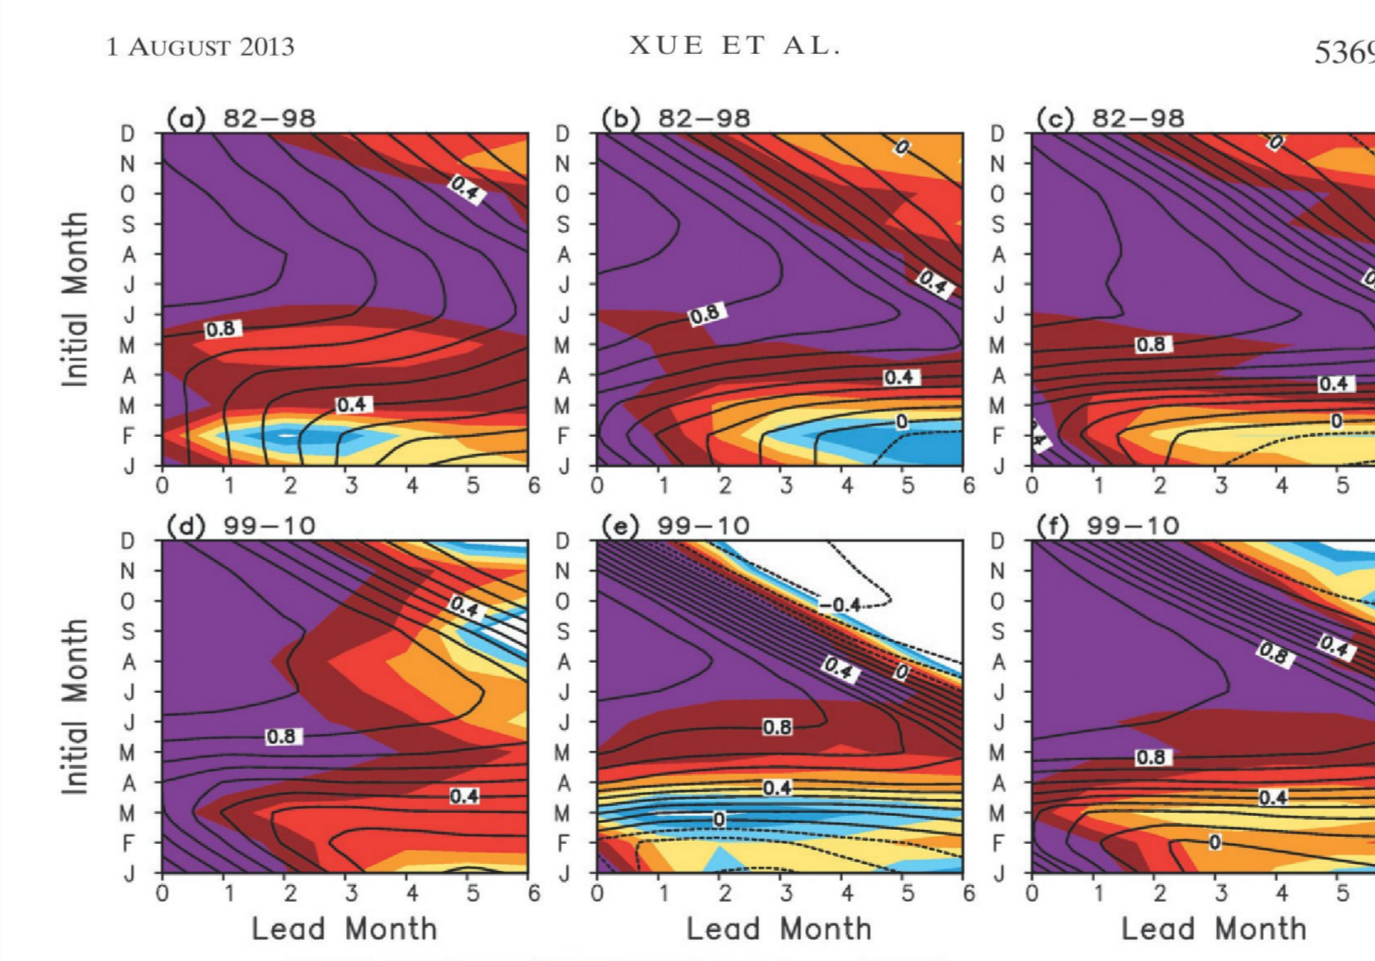 1 AUGUST 2013 XUE ET AL. 5369
(a) 82-98 (b) 82-98 (c) 82-98
D D D
N N N
0
0
0
0.4
O O O
S S S
A A A
J J J
0.4
J J J
0.8
0.8
M M M
0.8
A A A
0.4
0.4
M M M
0.4
0
0
F F F
J J J
0 1 2 3 4 5 6 0 1 2 3 4 5 6 0 1 2 3 4 5
Initial Month
(d) 99-10 (e) 99-10 (f) 99-10
D D D
N N N
O O O
0.4
-0.4
S S S
0.8
0.4
A A A
0.4
0
J J J
J J J
0.8
0.8
M M M
0.8
A A A
0.4
0.4
0.4
M M M
0
F F F
0
J J J
0 1 2 3 4 5 6 0 1 2 3 4 5 6 0 1 2 3 4 5
Initial Month
Lead Month Lead Month Lead Month